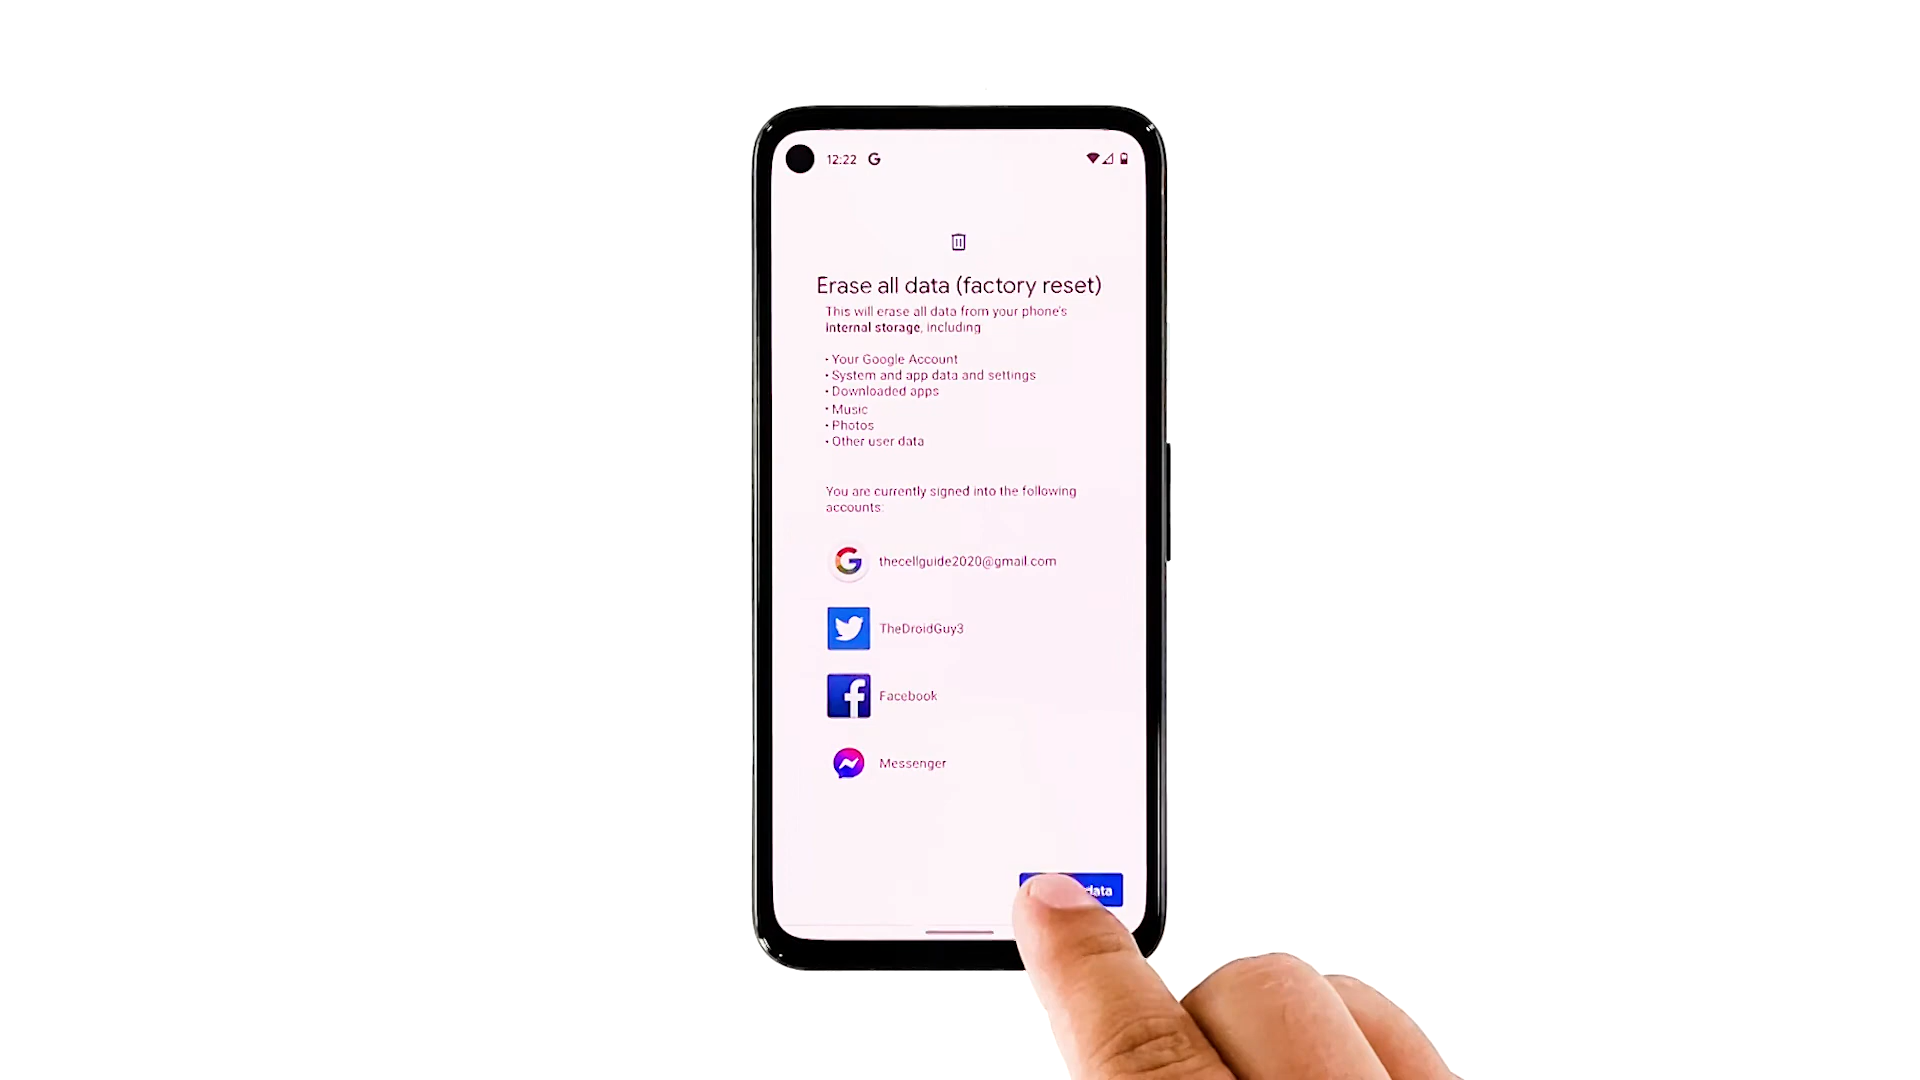 12:22 G
Erase all data (factory reset)
This will erase all data from your phone's
internal storage, including
• Your Google Account
• System and app data and settings
• Downloaded apps
• Music
• Photos
• Other user data
You are currently signed into the following
accounts:
G thecellguide2020@gmail.com
TheDroidGuy3
f Facebook
Messenger
data